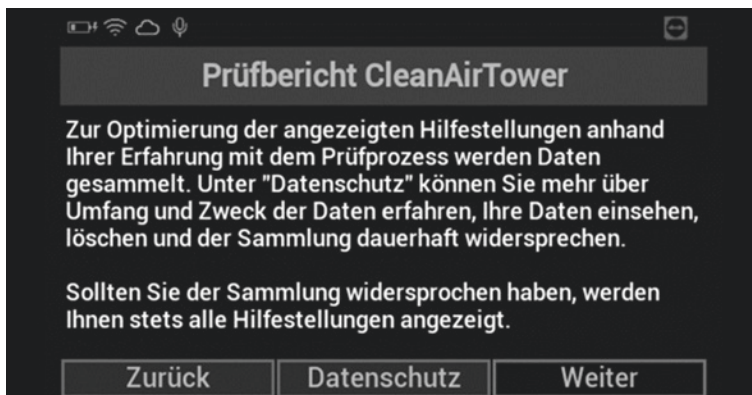 Prüfbericht CleanAirTower
Zur Optimierung der angezeigten Hilfestellungen anhand
Ihrer Erfahrung mit dem Prüfprozess werden Daten
gesammelt. Unter "Datenschutz" können Sie mehr über
Umfang und Zweck der Daten erfahren, Ihre Daten einsehen,
löschen und der Sammlung dauerhaft widersprechen.
Sollten Sie der Sammlung widersprochen haben, werden
Ihnen stets alle Hilfestellungen angezeigt.
Zurück
Datenschutz
Weiter